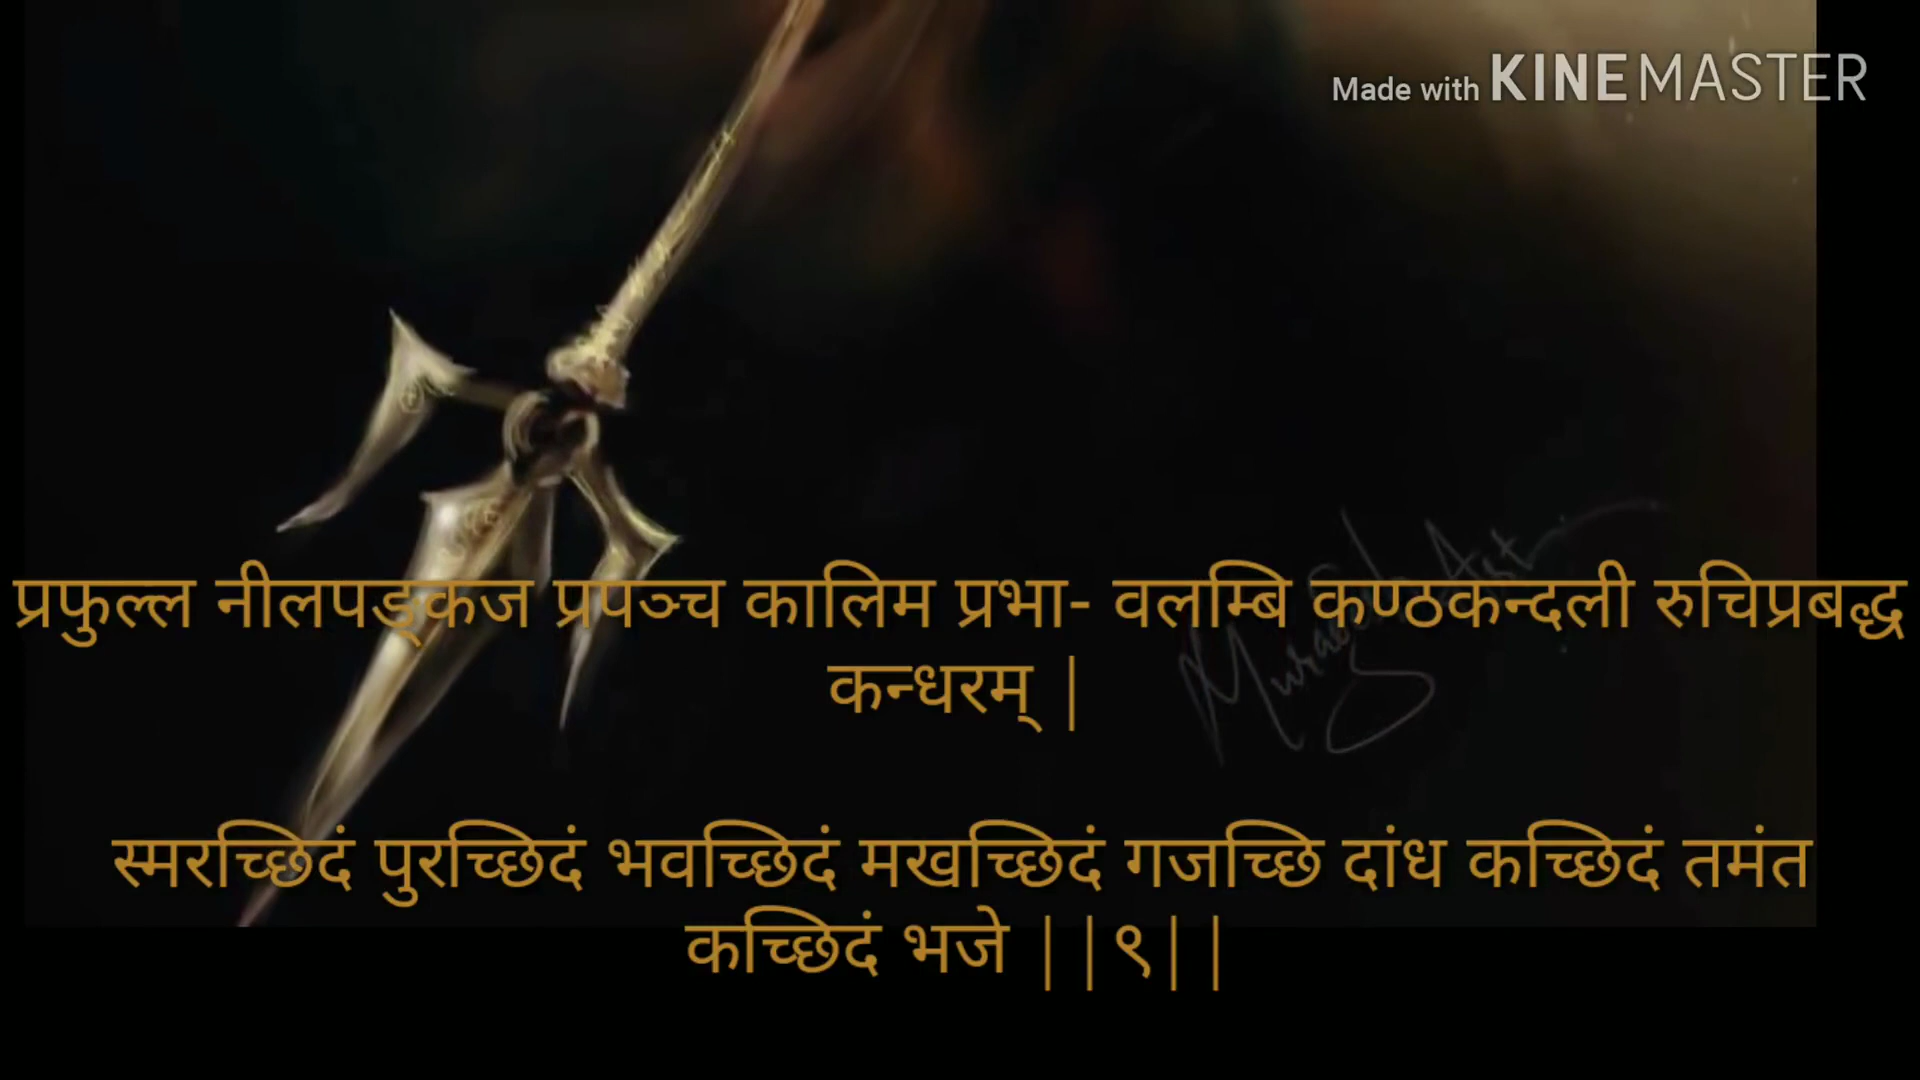 Made with KINEMASTER
प्रफुल्ल नीलपङ्कज प्रपञ्च कालिम प्रभा- वलम्बि कण्ठकन्दली रुचिप्रबद्ध
कन्धरम् |
स्मरच्छिदं पुरच्छिदं भवच्छिदं मखच्छिदं गजच्छि दांध कच्छिदं तमंत
कच्छिदं भजे ||९||